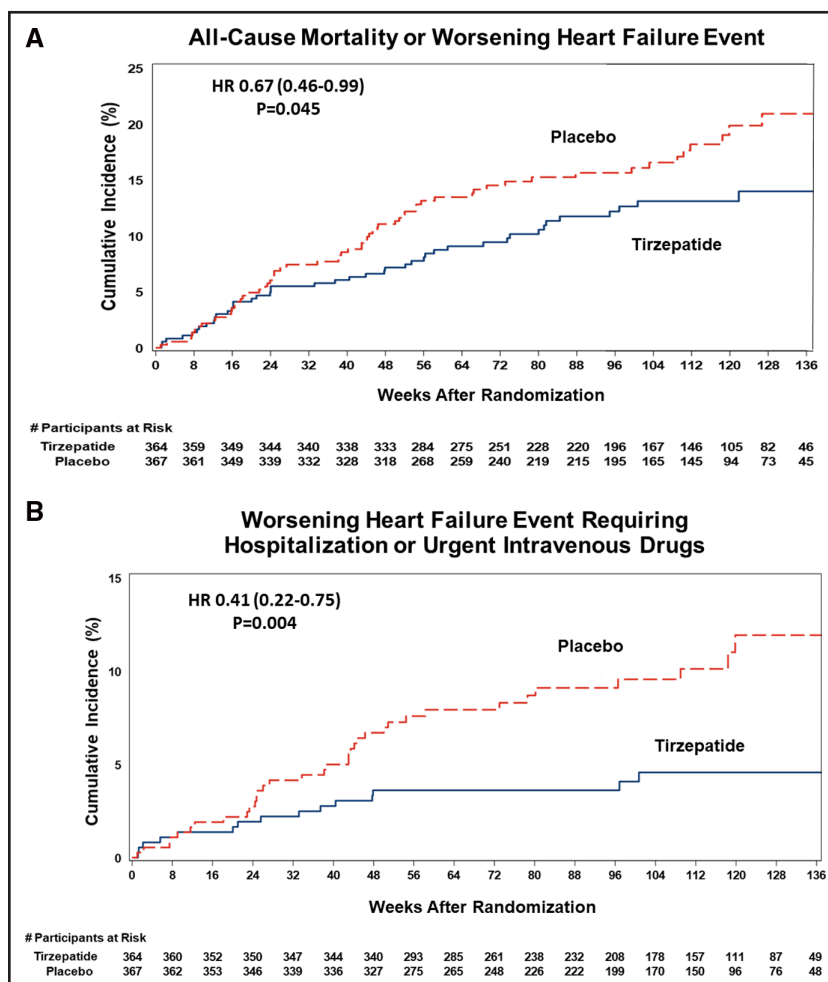 A
All-Cause Mortality or Worsening Heart Failure Event
HR 0.67 (0.46-0.99)
P=0.045
Placebo
Tirzepatide
Cumulative Incidence (%)
25
20
15
10
5
0
0 8 16 24 32 40 48 56 64 72 80 88 96 104 112 120 128 136
Weeks After Randomization
# Participants at Risk
Tirzepatide 364 359 349 344 340 338 333 284 275 251 228 220 196 167 146 105 82 46
Placebo 367 361 349 339 332 328 318 268 259 240 219 215 195 165 145 94 73 45
B
Worsening Heart Failure Event Requiring
Hospitalization or Urgent Intravenous Drugs
HR 0.41 (0.22-0.75)
P=0.004
Placebo
Tirzepatide
Cumulative Incidence (%)
15
10
5
0
0 8 16 24 32 40 48 56 64 72 80 88 96 104 112 120 128 136
Weeks After Randomization
# Participants at Risk
Tirzepatide 364 360 352 350 347 344 340 293 285 261 238 232 208 178 157 111 87 49
Placebo 367 362 353 346 339 336 327 275 265 248 226 222 199 170 150 96 76 48